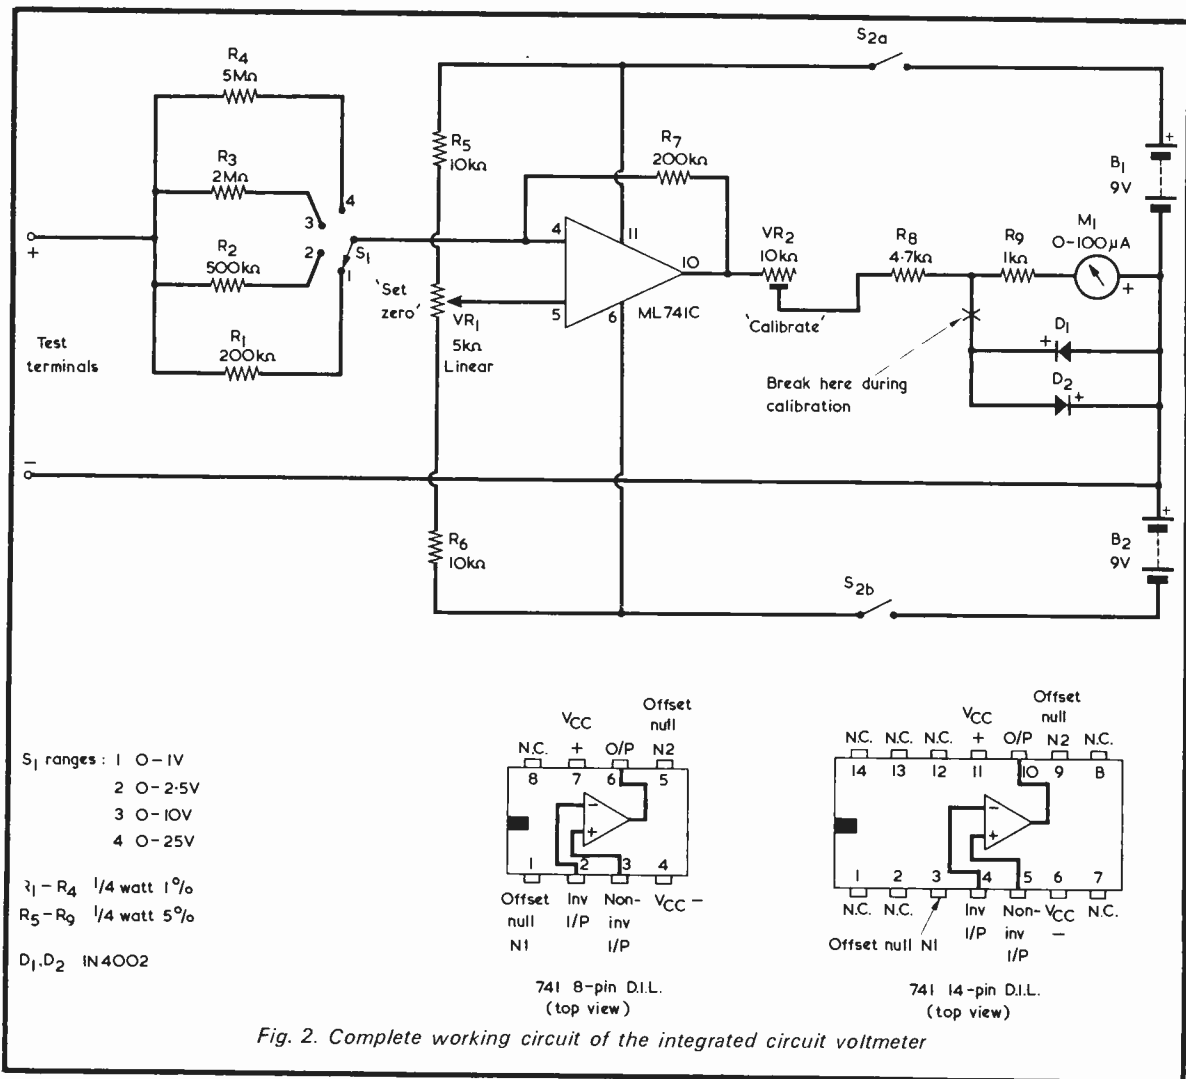 S2a
R4
5MΩ
R3
2MΩ
R2
500kΩ
R1
200kΩ
4
3
2
1
S1
+
−
Test
terminals
R5
10kΩ
'Set
zero'
VR1
5kΩ
Linear
R6
10kΩ
R7
200kΩ
4
5
11
10
6
ML741C
VR2
10kΩ
'Calibrate'
R8
4·7kΩ
R9
1kΩ
M1
0-100µA
+
Break here during
calibration
+
D1
D2
+
+
B1
9V
+
B2
9V
S2b
S1 ranges : 1 0-1V
2 0-2·5V
3 0-10V
4 0-25V
R1-R4 1/4 watt 1%
R5-R9 1/4 watt 5%
D1,D2 IN4002
Offset
null
VCC
N.C. + O/P N2
8 7 6 5
−
+
1 2 3 4
Offset
null
N1
Inv
I/P
Non-
inv
I/P
VCC −
741 8-pin D.I.L.
(top view)
Offset
null
VCC
N.C. N.C. N.C. + O/P N2 N.C.
14 13 12 11 10 9 8
−
+
1 2 3 4 5 6 7
N.C. N.C.
Offset null N1
Inv
I/P
Non-
inv
I/P
VCC
−
N.C.
741 14-pin D.I.L.
(top view)
Fig. 2. Complete working circuit of the integrated circuit voltmeter